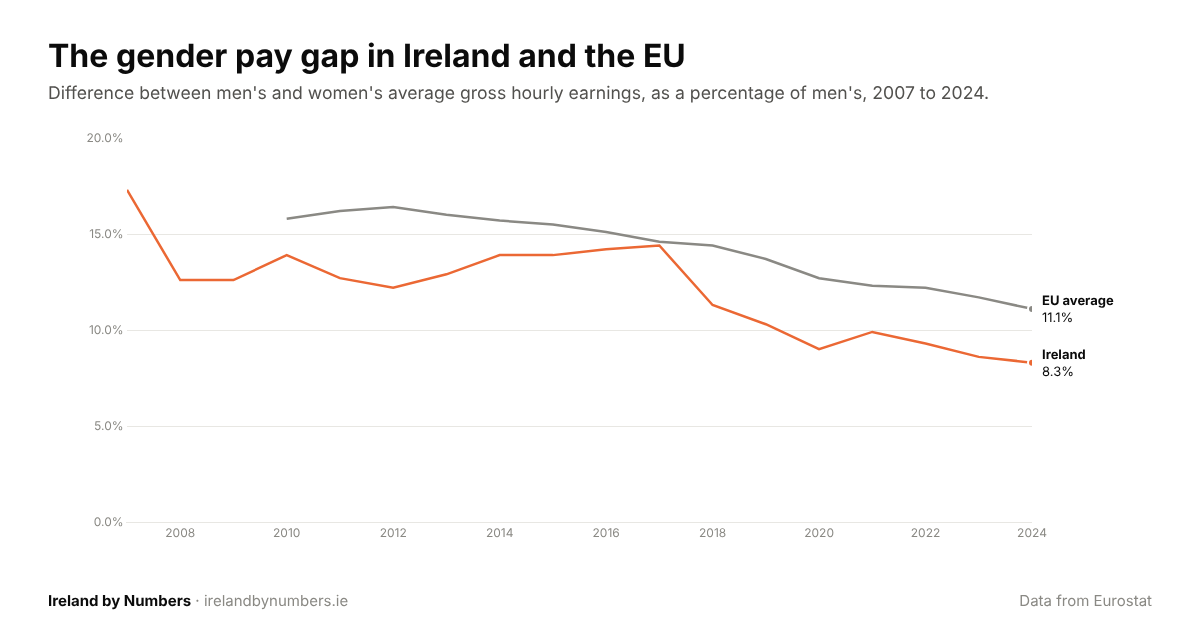 The gender pay gap in Ireland and the EU
Difference between men's and women's average gross hourly earnings, as a percentage of men's, 2007 to 2024.
20.0%
15.0%
10.0%
5.0%
0.0%
EU average
11.1%
Ireland
8.3%
2008 2010 2012 2014 2016 2018 2020 2022 2024
Ireland by Numbers · irelandbynumbers.ie Data from Eurostat